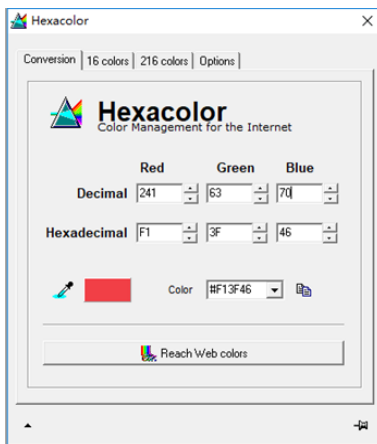 Hexacolor
Conversion 16 colors 216 colors Options
Hexacolor
Color Management for the Internet
Red Green Blue
Decimal 241 63 70
Hexadecimal F1 3F 46
Color #F13F46
Reach Web colors